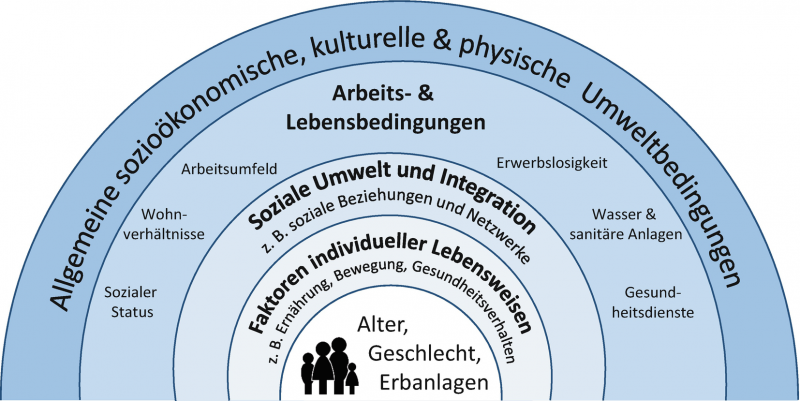 Allgemeine sozioökonomische, kulturelle & physische Umweltbedingungen
Arbeits- &
Lebensbedingungen
Arbeitsumfeld
Erwerbslosigkeit
Wohn-
verhältnisse
Wasser &
sanitäre Anlagen
Sozialer
Status
Gesund-
heitsdienste
Soziale Umwelt und Integration
z. B. soziale Beziehungen und Netzwerke
Faktoren individueller Lebensweisen
z. B. Ernährung, Bewegung, Gesundheitsverhalten
Alter,
Geschlecht,
Erbanlagen